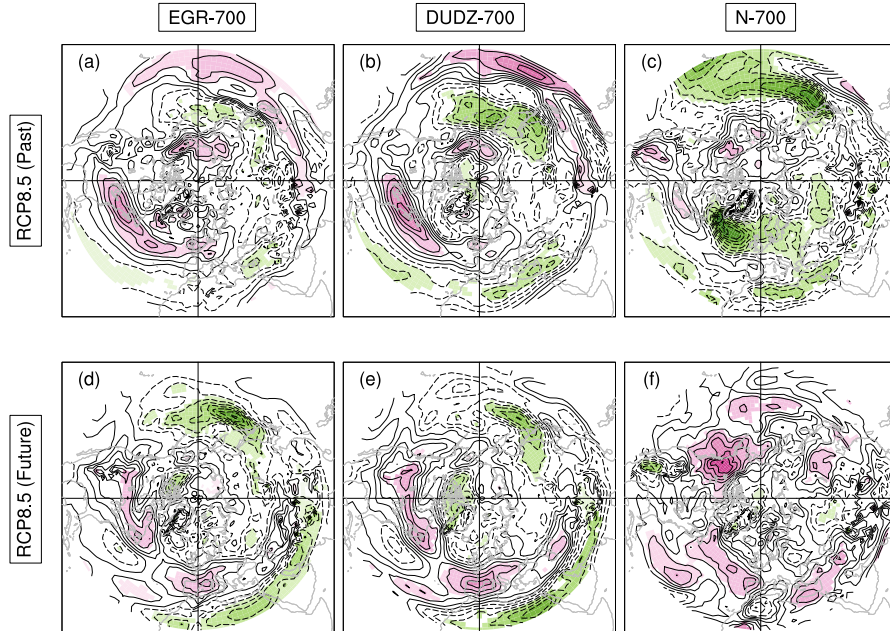 EGR-700 DUDZ-700 N-700
RCP8.5 (Past)
(a) (b) (c)
RCP8.5 (Future)
(d) (e) (f)